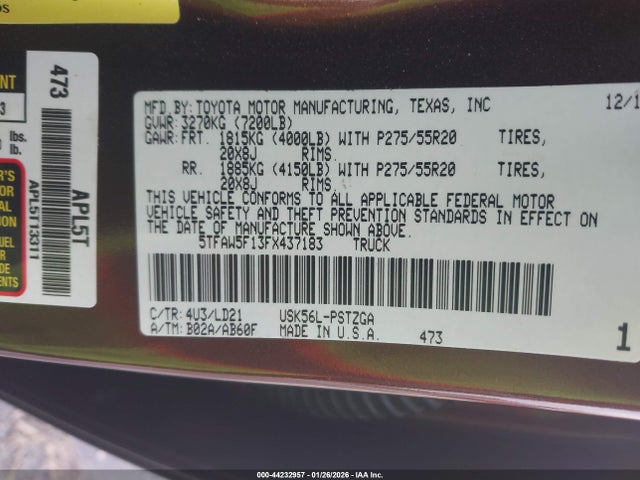 MFD.BY:TOYOTA MOTOR MANUFACTURING, TEXAS, INC 12/1
GVWR: 3270KG (7200LB)
GAWR:FRT. 1815KG (4000LB) WITH P275/55R20 TIRES,
20X8J RIMS.
RR. 1885KG (4150LB) WITH P275/55R20 TIRES,
20X8J RIMS.
THIS VEHICLE CONFORMS TO ALL APPLICABLE FEDERAL MOTOR
VEHICLE SAFETY AND THEFT PREVENTION STANDARDS IN EFFECT ON
THE DATE OF MANUFACTURE SHOWN ABOVE.
5TFAW5F13FX437183 TRUCK
C/TR: 4U3/LD21 USK56L-PSTZGA
A/TM: B02A/AB60F MADE IN U.S.A. 473
1
473
APL5T
APL5T13311
lbs.
lb.
000-44232957 | 01/26/2026 | IAA Inc.